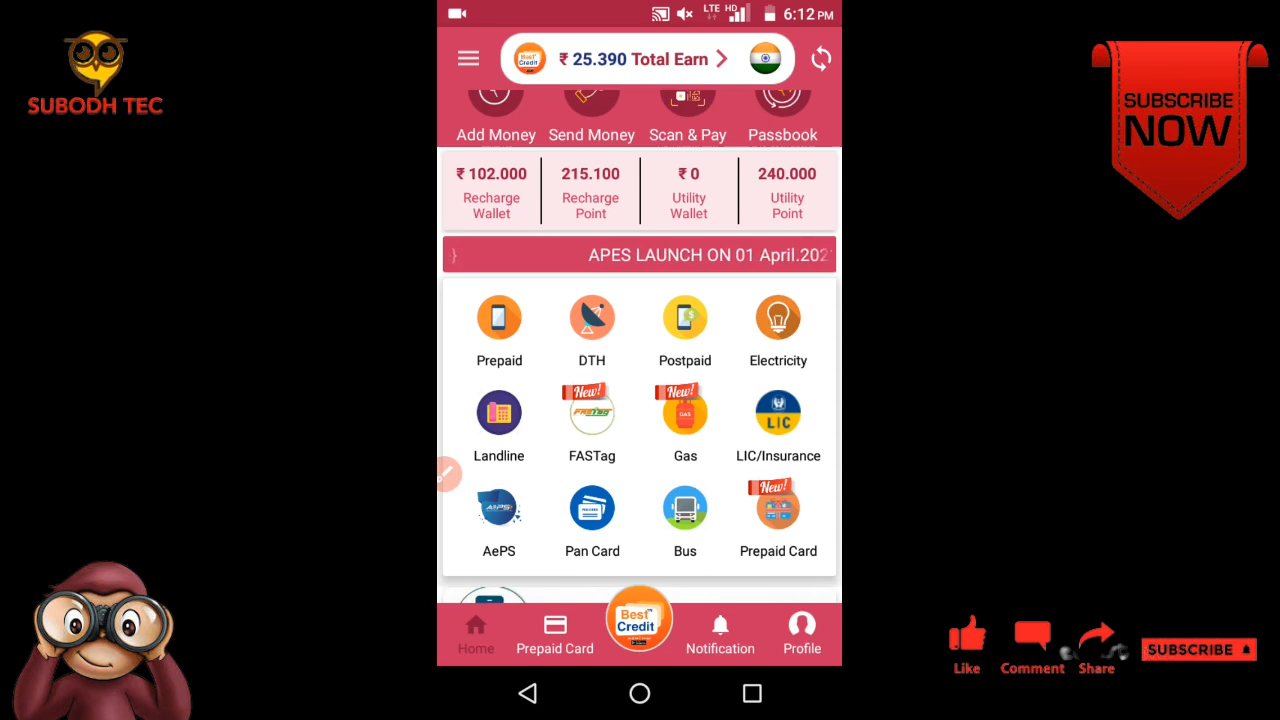 SUBODH TEC
LTE HD 6:12 PM
Best Credit ₹ 25.390 Total Earn
SUBSCRIBE
NOW
Add Money Send Money Scan & Pay Passbook
₹ 102.000 215.100 ₹ 0 240.000
Recharge Recharge Utility Utility
Wallet Point Wallet Point
} APES LAUNCH ON 01 April.202
Prepaid DTH Postpaid Electricity
New! New!
FASTag GAS LIC
Landline FASTag Gas LIC/Insurance
New!
AEPS
AePS Pan Card Bus Prepaid Card
Best
Credit
Home Prepaid Card Notification Profile
SUBSCRIBE
Like Comment Share